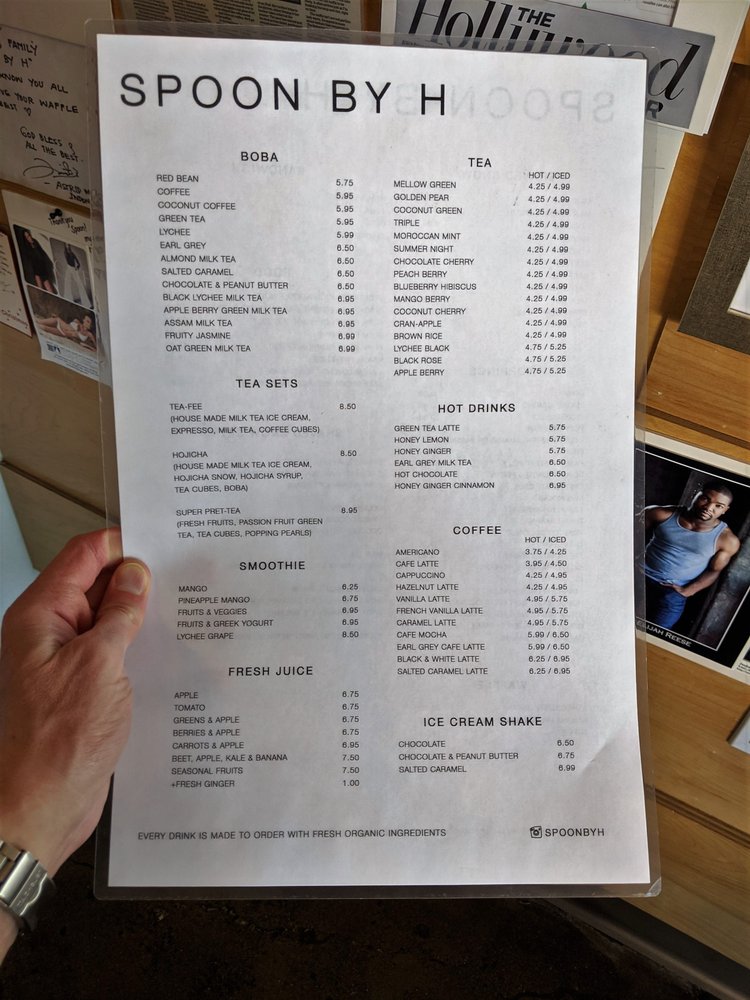 THE
Hollywood
FAMILY
BY H"
KNOW YOU ALL
YOUR WAFFLE
GOD BLESS &
ALL THE BEST.
SPOON BY H
BOBA
RED BEAN 5.75
COFFEE 5.95
COCONUT COFFEE 5.95
GREEN TEA 5.95
LYCHEE 5.99
EARL GREY 6.50
ALMOND MILK TEA 6.50
SALTED CARAMEL 6.50
CHOCOLATE & PEANUT BUTTER 6.50
BLACK LYCHEE MILK TEA 6.95
APPLE BERRY GREEN MILK TEA 6.95
ASSAM MILK TEA 6.95
FRUITY JASMINE 6.99
OAT GREEN MILK TEA 6.99
TEA SETS
TEA-FEE 8.50
(HOUSE MADE MILK TEA ICE CREAM,
EXPRESSO, MILK TEA, COFFEE CUBES)
HOJICHA 8.50
(HOUSE MADE MILK TEA ICE CREAM,
HOJICHA SNOW, HOJICHA SYRUP,
TEA CUBES, BOBA)
SUPER PRET-TEA 8.95
(FRESH FRUITS, PASSION FRUIT GREEN
TEA, TEA CUBES, POPPING PEARLS)
SMOOTHIE
MANGO 6.25
PINEAPPLE MANGO 6.75
FRUITS & VEGGIES 6.95
FRUITS & GREEK YOGURT 6.95
LYCHEE GRAPE 8.50
FRESH JUICE
APPLE 6.75
TOMATO 6.75
GREENS & APPLE 6.75
BERRIES & APPLE 6.75
CARROTS & APPLE 6.95
BEET, APPLE, KALE & BANANA 7.50
SEASONAL FRUITS 7.50
+FRESH GINGER 1.00
TEA
HOT / ICED
MELLOW GREEN 4.25 / 4.99
GOLDEN PEAR 4.25 / 4.99
COCONUT GREEN 4.25 / 4.99
TRIPLE 4.25 / 4.99
MOROCCAN MINT 4.25 / 4.99
SUMMER NIGHT 4.25 / 4.99
CHOCOLATE CHERRY 4.25 / 4.99
PEACH BERRY 4.25 / 4.99
BLUEBERRY HIBISCUS 4.25 / 4.99
MANGO BERRY 4.25 / 4.99
COCONUT CHERRY 4.25 / 4.99
CRAN-APPLE 4.25 / 4.99
BROWN RICE 4.25 / 4.99
LYCHEE BLACK 4.75 / 5.25
BLACK ROSE 4.75 / 5.25
APPLE BERRY 4.75 / 5.25
HOT DRINKS
GREEN TEA LATTE 5.75
HONEY LEMON 5.75
HONEY GINGER 5.75
EARL GREY MILK TEA 6.50
HOT CHOCOLATE 6.50
HONEY GINGER CINNAMON 6.95
COFFEE
HOT / ICED
AMERICANO 3.75 / 4.25
CAFE LATTE 3.95 / 4.50
CAPPUCCINO 4.25 / 4.95
HAZELNUT LATTE 4.25 / 4.95
VANILLA LATTE 4.95 / 5.75
FRENCH VANILLA LATTE 4.95 / 5.75
CARAMEL LATTE 4.95 / 5.75
CAFE MOCHA 5.99 / 6.50
EARL GREY CAFE LATTE 5.99 / 6.50
BLACK & WHITE LATTE 6.25 / 6.95
SALTED CARAMEL LATTE 6.25 / 6.95
ICE CREAM SHAKE
CHOCOLATE 6.50
CHOCOLATE & PEANUT BUTTER 6.75
SALTED CARAMEL 6.99
EVERY DRINK IS MADE TO ORDER WITH FRESH ORGANIC INGREDIENTS
SPOONBYH
ELIJAH REESE